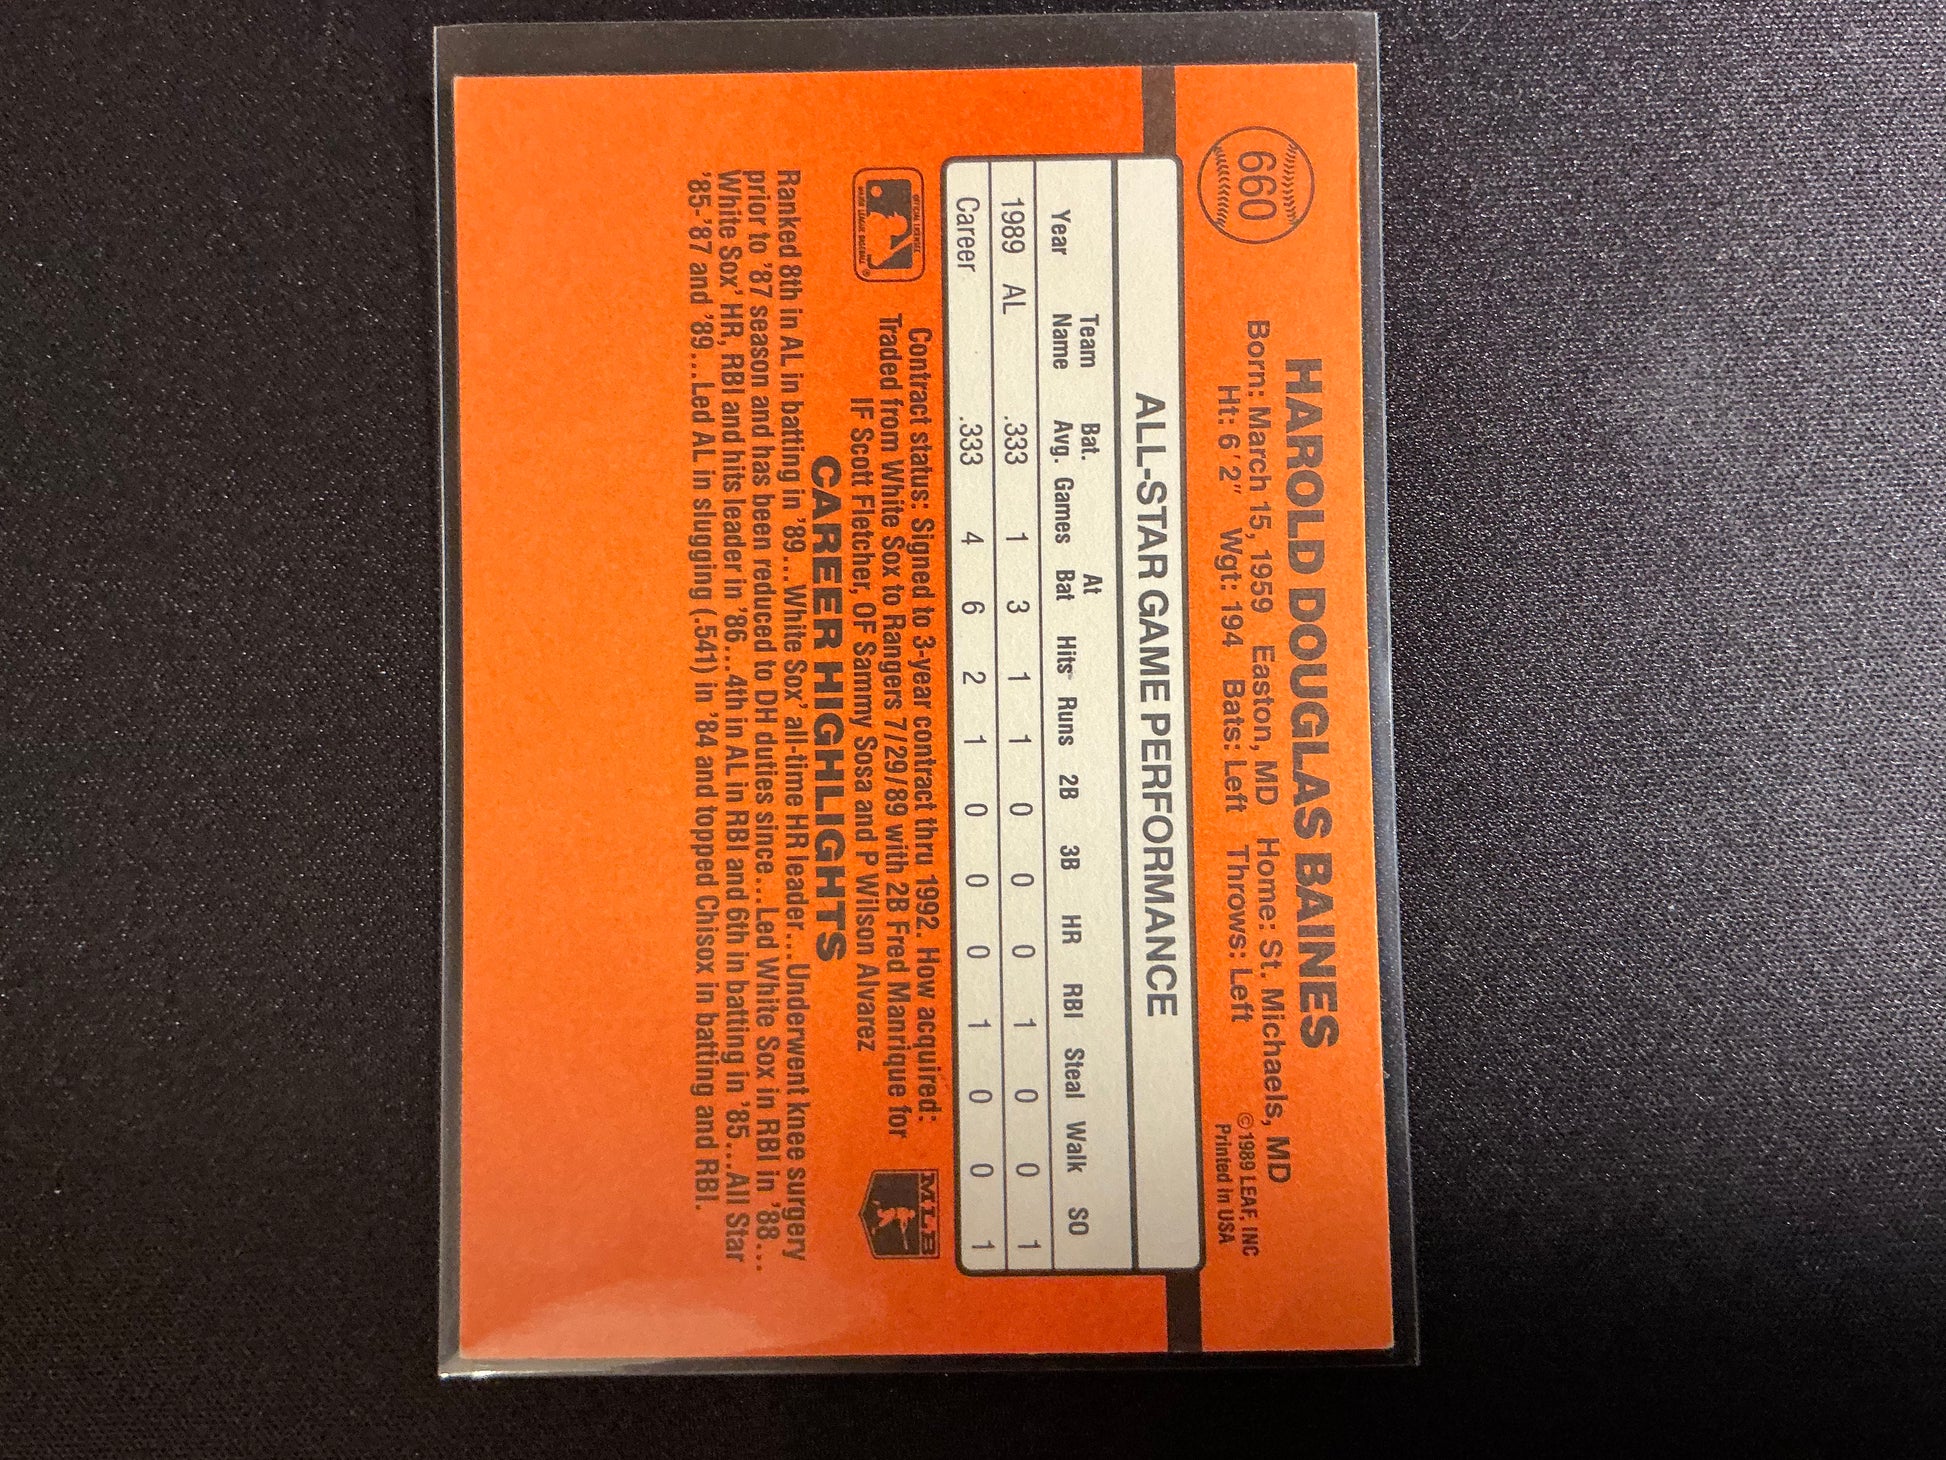 660
HAROLD DOUGLAS BAINES
Born: March 15, 1959 Easton, MD Home: St. Michaels, MD
Ht: 6'2" Wgt: 194 Bats: Left Throws: Left
©1989 LEAF, INC
Printed in USA
ALL-STAR GAME PERFORMANCE
Team Bat. At
Year Name Avg. Games Bat Hits Runs 2B 3B HR RBI Steal Walk SO
1989 AL .333 1 3 1 1 0 0 0 1 0 0 1
Career .333 4 6 2 1 0 0 0 1 0 0 1
OFFICIAL LICENSEE
MAJOR LEAGUE BASEBALL
®
Contract status: Signed to 3-year contract thru 1992. How acquired:
Traded from White Sox to Rangers 7/29/89 with 2B Fred Manrique for
IF Scott Fletcher, OF Sammy Sosa and P Wilson Alvarez
MLB
CAREER HIGHLIGHTS
Ranked 8th in AL in batting in '89...White Sox' all-time HR leader...Underwent knee surgery
prior to '87 season and has been reduced to DH duties since...Led White Sox in RBI in '88...
White Sox' HR, RBI and hits leader in '86...4th in AL in RBI and 6th in batting in '85...All Star
'85-'87 and '89...Led AL in slugging (.541) in '84 and topped Chisox in batting and RBI.